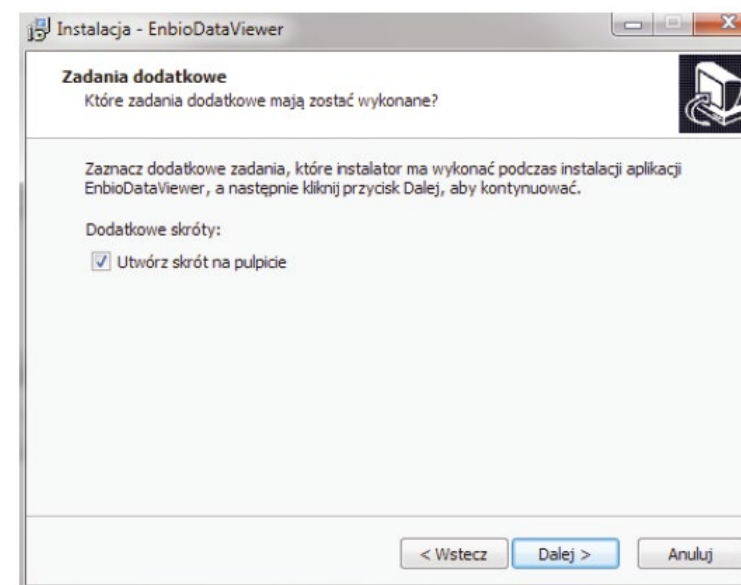 Instalacja - EnbioDataViewer
Zadania dodatkowe
Które zadania dodatkowe mają zostać wykonane?
Zaznacz dodatkowe zadania, które instalator ma wykonać podczas instalacji aplikacji
EnbioDataViewer, a następnie kliknij przycisk Dalej, aby kontynuować.
Dodatkowe skróty:
Utwórz skrót na pulpicie
< Wstecz
Dalej >
Anuluj